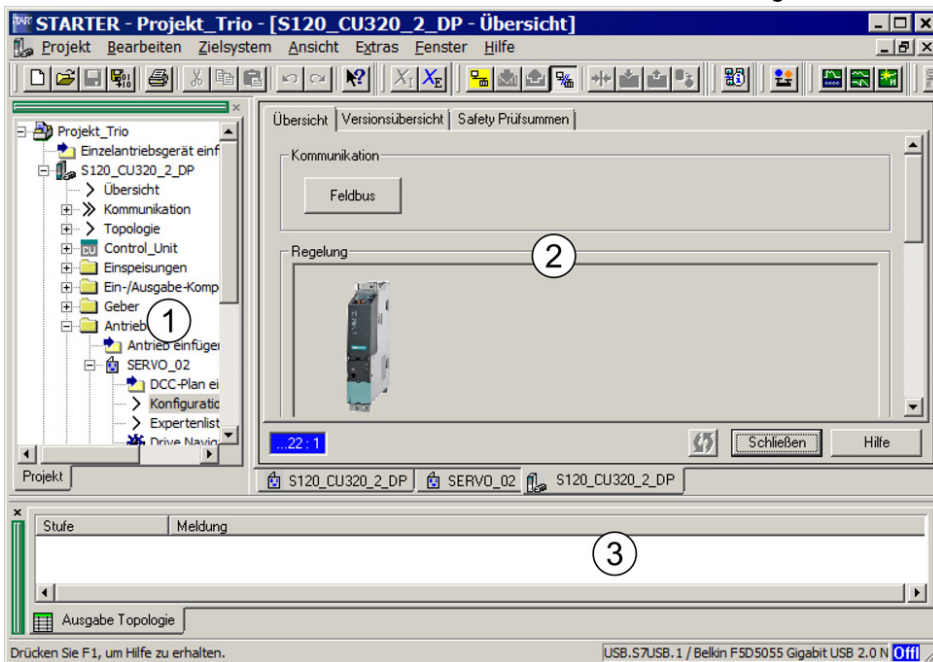 STARTER - Projekt_Trio - [S120_CU320_2_DP - Übersicht]
Projekt Bearbeiten Zielsystem Ansicht Extras Fenster Hilfe
Projekt_Trio
Einzelantriebsgerät einf
S120_CU320_2_DP
Übersicht
Kommunikation
Topologie
Control_Unit
Einspeisungen
Ein-/Ausgabe-Komp
Geber
Antrieb
Antrieb einfüger
SERVO_02
DCC-Plan ei
Konfiguratic
Expertenlist
Drive Navig
1
Projekt
Übersicht Versionsübersicht Safety Prüfsummen
Kommunikation
Feldbus
Regelung
2
...22 : 1
Schließen Hilfe
S120_CU320_2_DP SERVO_02 S120_CU320_2_DP
Stufe Meldung
3
Ausgabe Topologie
Drücken Sie F1, um Hilfe zu erhalten.
USB.S7USB.1 / Belkin F5D5055 Gigabit USB 2.0 N Offl